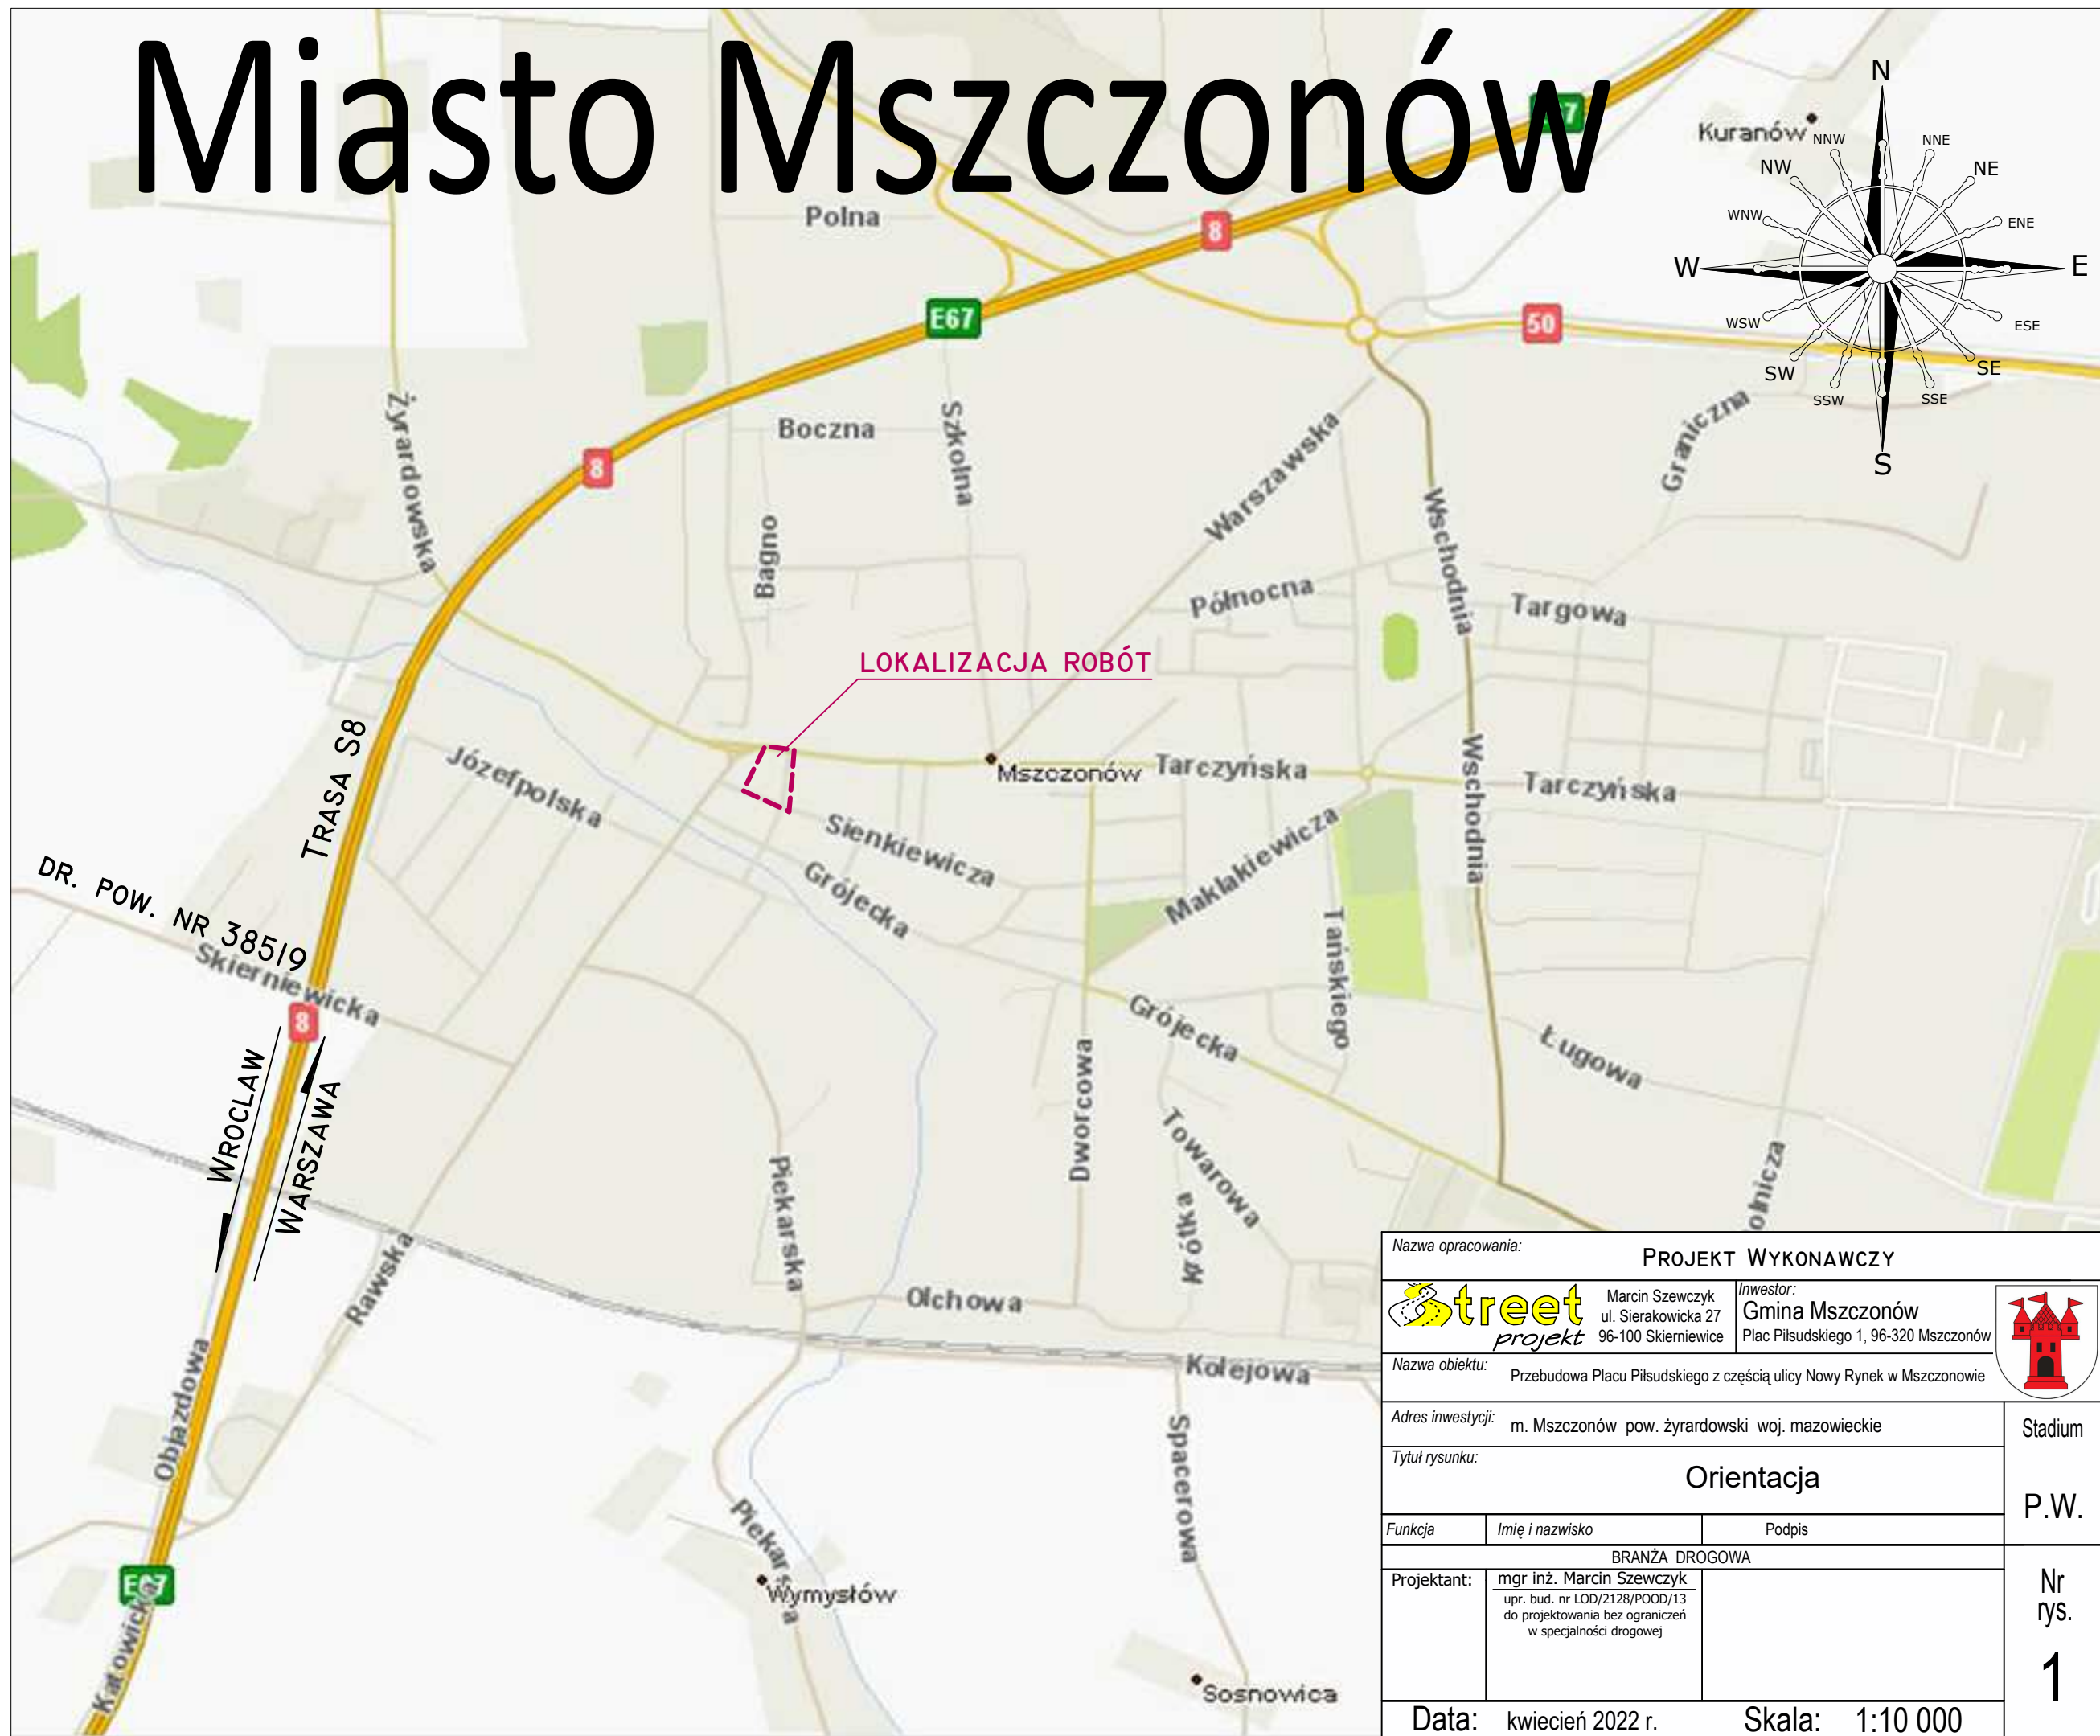 Miasto Mszczonów
Kuranów
N
NNW
NNE
NW
NE
WNW
ENE
W
E
WSW
ESE
SW
SE
SSW
SSE
S
Polna
8
E67
50
Żyrardowska
Boczna
Szkolna
8
Bagno
Warszawska
Wschodnia
Graniczna
Północna
Targowa
LOKALIZACJA ROBÓT
TRASA S8
Józefpolska
Mszczonów
Tarczyńska
Tarczyńska
Wschodnia
Sienkiewicza
Grójecka
Maklakiewicza
Tańskiego
DR. POW. NR 38519
Skierniewicka
8
Grójecka
Ługowa
WROCLAW
WARSZAWA
Dworcowa
Towarowa
Piekarska
Rawska
Olchowa
Kolejowa
Objazdowa
Spacerowa
Piekarska
Wymysłów
Katowicka
Sosnowica
Nazwa opracowania:
PROJEKT WYKONAWCZY
Street
projekt
Marcin Szewczyk
ul. Sierakowicka 27
96-100 Skierniewice
Inwestor:
Gmina Mszczonów
Plac Piłsudskiego 1, 96-320 Mszczonów
Nazwa obiektu:
Przebudowa Placu Piłsudskiego z częścią ulicy Nowy Rynek w Mszczonowie
Adres inwestycji:
m. Mszczonów pow. żyrardowski woj. mazowieckie
Stadium
P.W.
Tytuł rysunku:
Orientacja
Funkcja
Imię i nazwisko
Podpis
BRANŻA DROGOWA
Projektant:
mgr inż. Marcin Szewczyk
upr. bud. nr LOD/2128/POOD/13
do projektowania bez ograniczeń
w specjalności drogowej
Nr
rys.
1
Data: kwiecień 2022 r.
Skala: 1:10 000